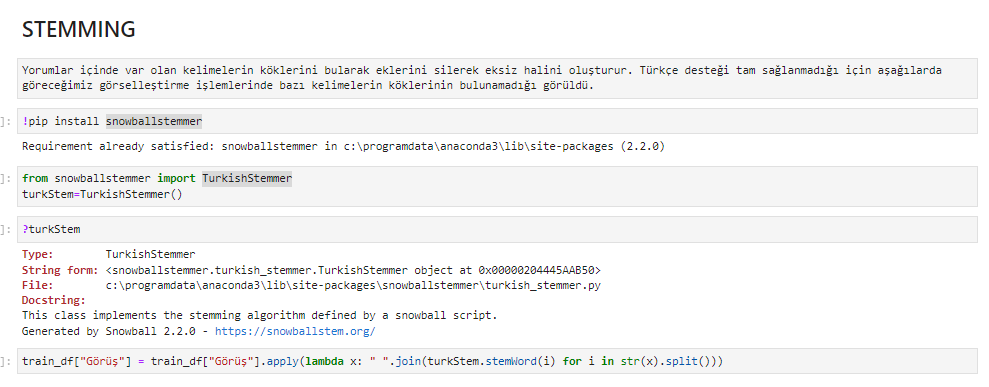 STEMMING
Yorumlar içinde var olan kelimelerin köklerini bularak eklerini silerek eksiz halini oluşturur. Türkçe desteği tam sağlanmadığı için aşağılarda
göreceğimiz görselleştirme işlemlerinde bazı kelimelerin köklerinin bulunamadığı görüldü.
]: !pip install snowballstemmer
Requirement already satisfied: snowballstemmer in c:\programdata\anaconda3\lib\site-packages (2.2.0)
]: from snowballstemmer import TurkishStemmer
turkStem=TurkishStemmer()
]: ?turkStem
Type: TurkishStemmer
String form: <snowballstemmer.turkish_stemmer.TurkishStemmer object at 0x00000204445AAB50>
File: c:\programdata\anaconda3\lib\site-packages\snowballstemmer\turkish_stemmer.py
Docstring:
This class implements the stemming algorithm defined by a snowball script.
Generated by Snowball 2.2.0 - https://snowballstem.org/
]: train_df["Görüş"] = train_df["Görüş"].apply(lambda x: " ".join(turkStem.stemWord(i) for i in str(x).split()))